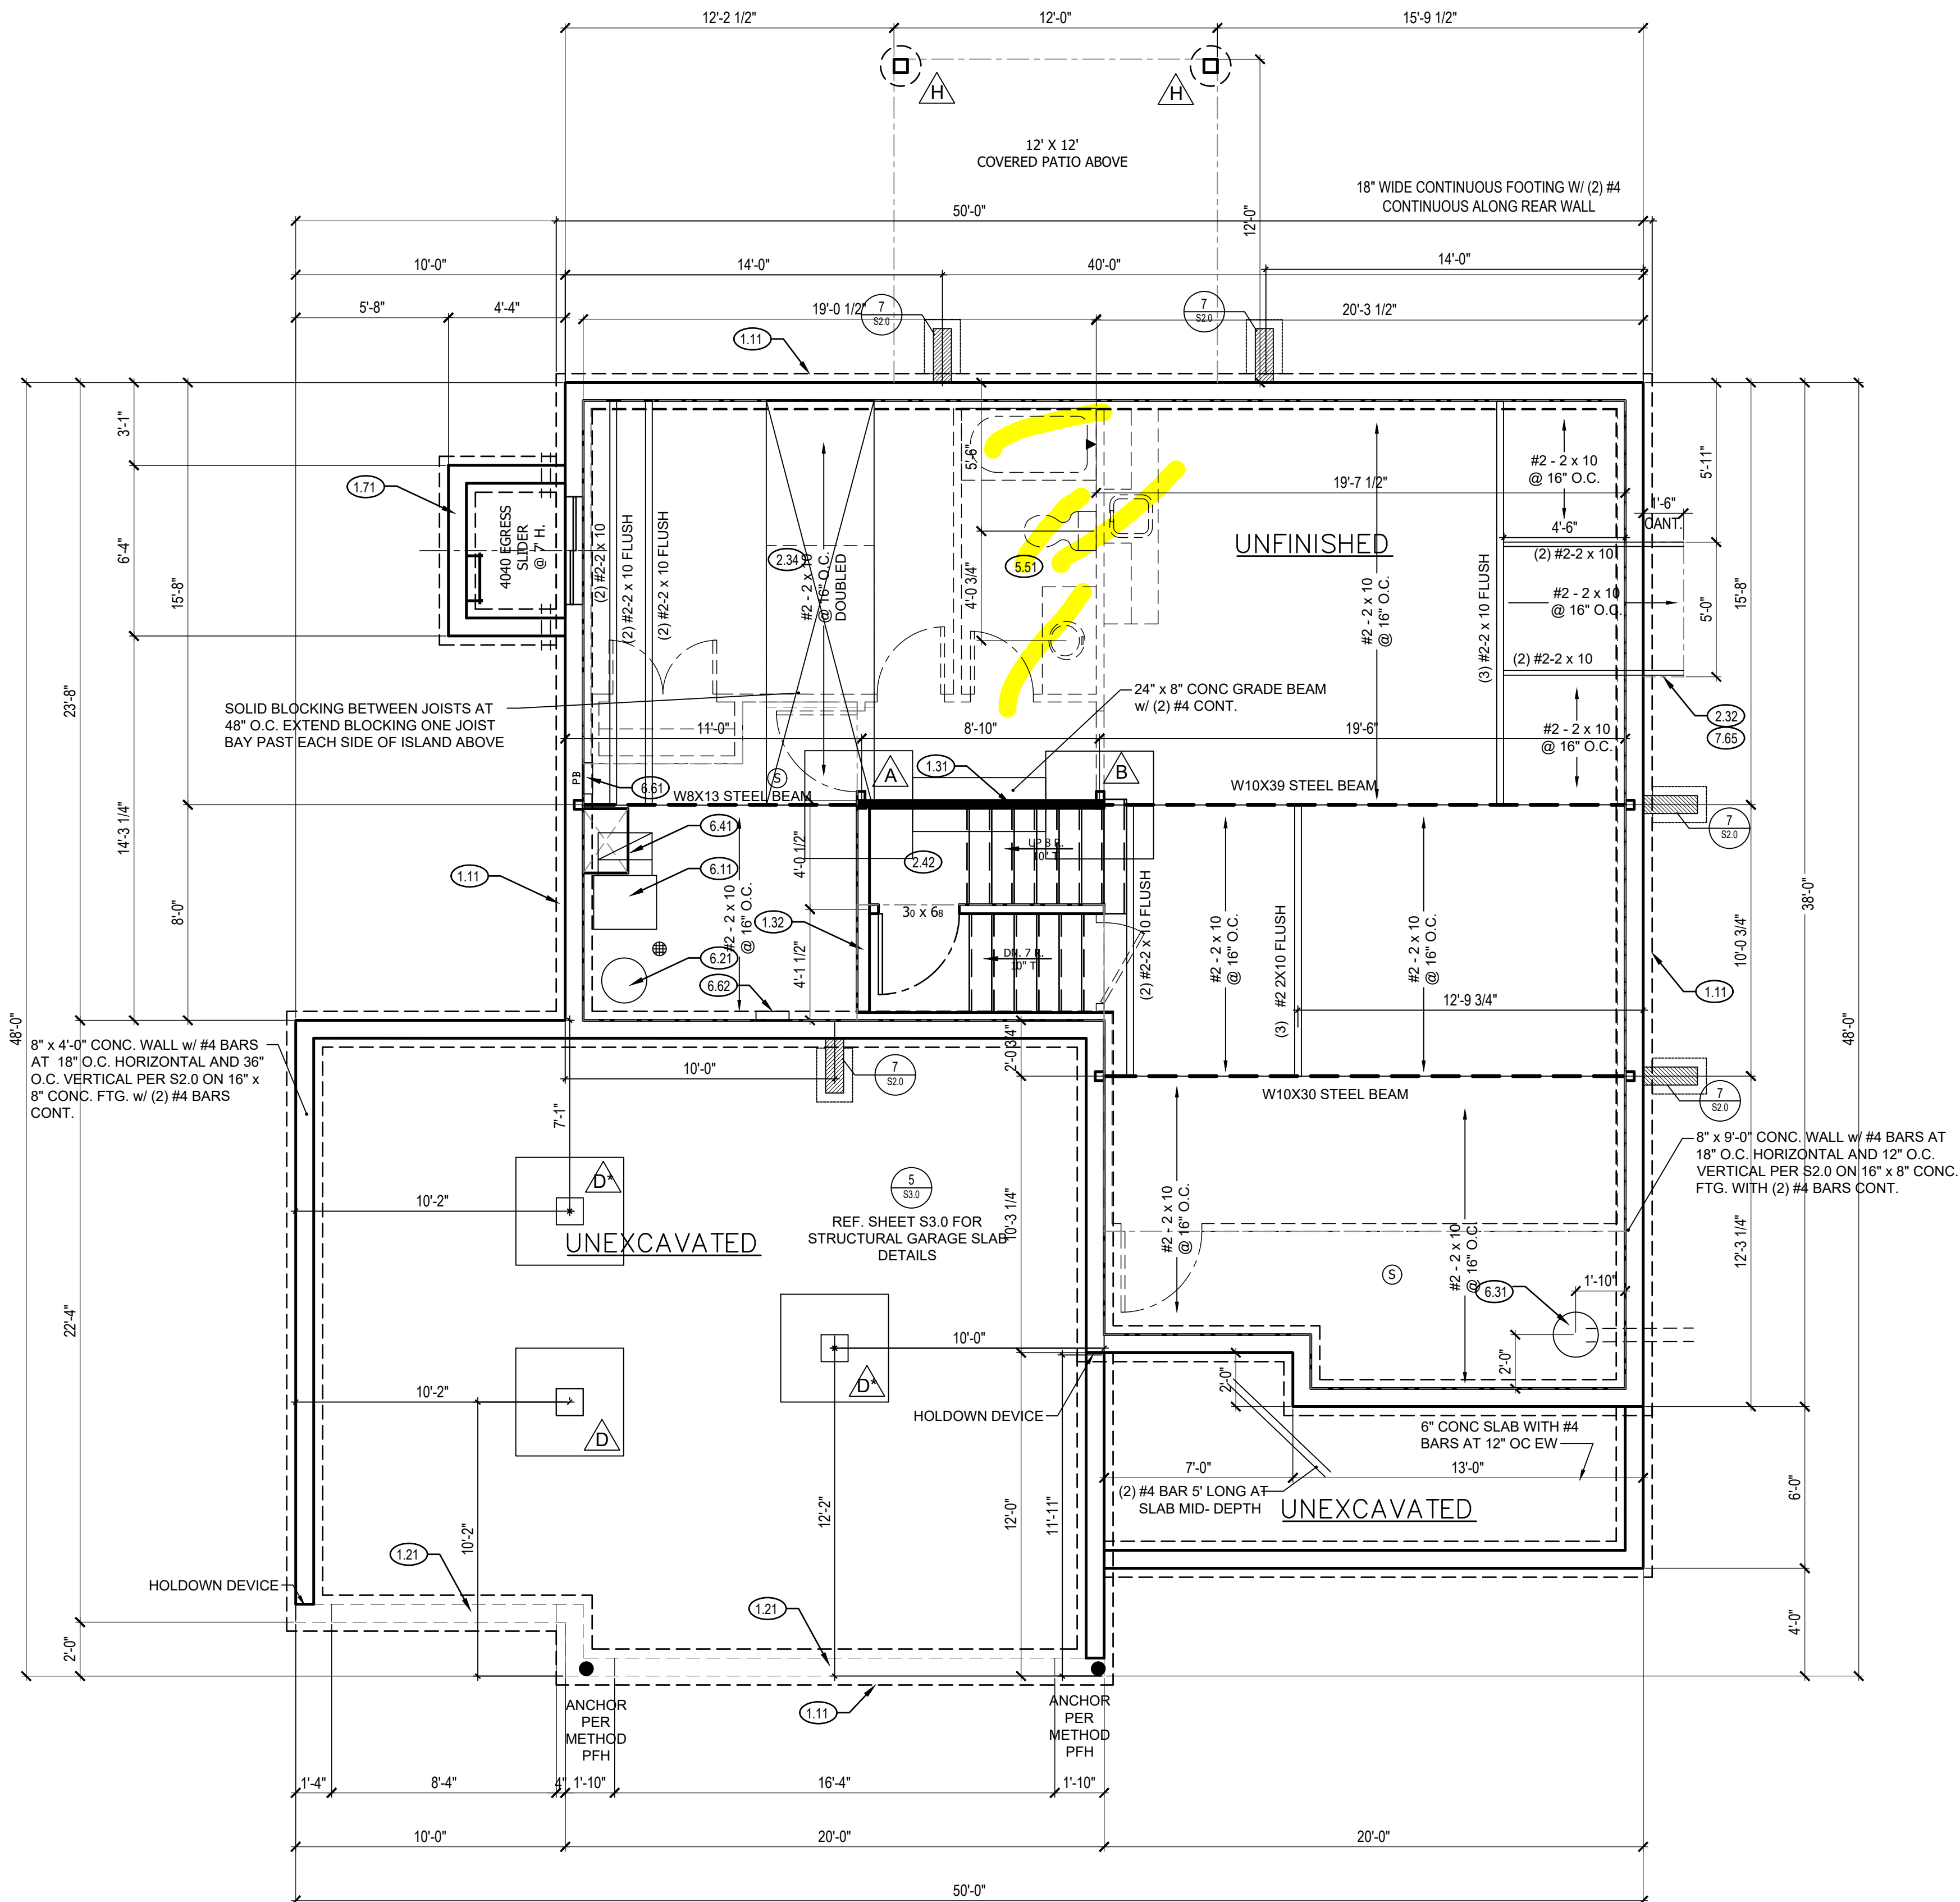 12'-2 1/2"
12'-0"
15'-9 1/2"
H
H
12' X 12'
COVERED PATIO ABOVE
18" WIDE CONTINUOUS FOOTING W/ (2) #4
CONTINUOUS ALONG REAR WALL
50'-0"
12'-0"
10'-0"
14'-0"
40'-0"
14'-0"
5'-8"
4'-4"
19'-0 1/2"
7
S2.0
7
S2.0
20'-3 1/2"
1.11
3'-1"
6'-4"
15'-8"
23'-8"
14'-3 1/4"
8'-0"
48'-0"
22'-4"
2'-0"
1.71
4040 EGRESS
SLIDER
@ 7' H.
(2) #2-2 x 10
(2) #2-2 x 10 FLUSH
(2) #2-2 x 10 FLUSH
2.34
#2 - 2 x 10
@ 16" O.C.
DOUBLED
5'-6"
4'-0 3/4"
5.51
19'-7 1/2"
UNFINISHED
#2 - 2 x 10
@ 16" O.C.
(3) #2-2 x 10 FLUSH
#2 - 2 x 10
@ 16" O.C.
4'-6"
1'-6"
CANT.
(2) #2-2 x 10
#2 - 2 x 10
@ 16" O.C.
(2) #2-2 x 10
#2 - 2 x 10
@ 16" O.C.
2.32
7.65
5'-11"
5'-0"
15'-8"
10'-0 3/4"
38'-0"
48'-0"
12'-3 1/4"
6'-0"
4'-0"
SOLID BLOCKING BETWEEN JOISTS AT
48" O.C. EXTEND BLOCKING ONE JOIST
BAY PAST EACH SIDE OF ISLAND ABOVE
24" x 8" CONC GRADE BEAM
w/ (2) #4 CONT.
11'-0"
8'-10"
19'-6"
PB
6.61
S
A
1.31
B
W8X13 STEEL BEAM
W10X39 STEEL BEAM
7
S2.0
6.41
6.11
1.11
#2 - 2 x 10
@ 16" O.C.
4'-0 1/2"
4'-1 1/2"
1.32
2.42
UP 8 R.
10" T.
30 x 68
DN. 7 R.
10" T.
6.21
6.62
(2) #2-2 x 10 FLUSH
#2 - 2 x 10
@ 16" O.C.
(3) #2 2X10 FLUSH
#2 - 2 x 10
@ 16" O.C.
12'-9 3/4"
1.11
8" x 4'-0" CONC. WALL w/ #4 BARS
AT 18" O.C. HORIZONTAL AND 36"
O.C. VERTICAL PER S2.0 ON 16" x
8" CONC. FTG. w/ (2) #4 BARS
CONT.
10'-0"
7
S2.0
2'-0 3/4"
W10X30 STEEL BEAM
7
S2.0
7'-1"
8" x 9'-0" CONC. WALL w/ #4 BARS AT
18" O.C. HORIZONTAL AND 12" O.C.
VERTICAL PER S2.0 ON 16" x 8" CONC.
FTG. WITH (2) #4 BARS CONT.
D*
10'-2"
UNEXCAVATED
5
S3.0
REF. SHEET S3.0 FOR
STRUCTURAL GARAGE SLAB
DETAILS
10'-3 1/4"
#2 - 2 x 10
@ 16" O.C.
#2 - 2 x 10
@ 16" O.C.
S
6.31
1'-10"
2'-0"
10'-0"
D*
10'-2"
D
HOLDOWN DEVICE
2'-0"
6" CONC SLAB WITH #4
BARS AT 12" OC EW
7'-0"
13'-0"
(2) #4 BAR 5' LONG AT
SLAB MID- DEPTH
UNEXCAVATED
10'-2"
12'-2"
12'-0"
11'-11"
1.21
HOLDOWN DEVICE
1.21
1.11
ANCHOR
PER
METHOD
PFH
ANCHOR
PER
METHOD
PFH
1'-4"
8'-4"
4"
1'-10"
16'-4"
1'-10"
10'-0"
20'-0"
20'-0"
50'-0"